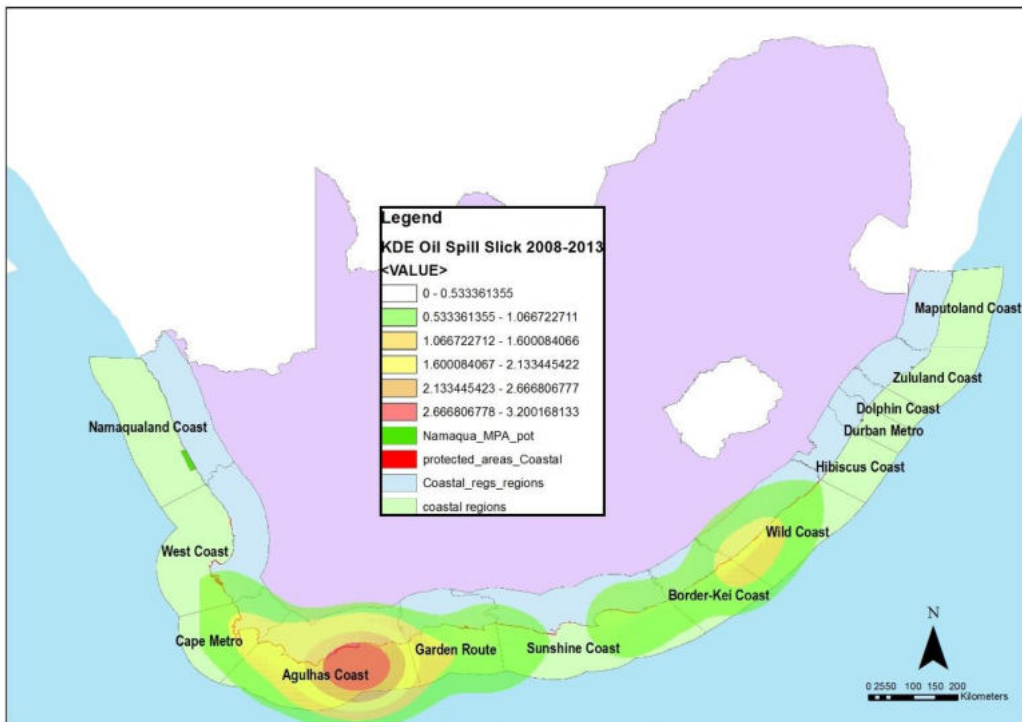 Legend
KDE Oil Spill Slick 2008-2013
<VALUE>
0 - 0.533361355
0.533361355 - 1.066722711
1.066722712 - 1.600084066
1.600084067 - 2.133445422
2.133445423 - 2.666806777
2.666806778 - 3.200168133
Namaqua_MPA_pot
protected_areas_Coastal
Coastal_regs_regions
coastal regions
Maputoland Coast
Zululand Coast
Dolphin Coast
Durban Metro
Hibiscus Coast
Wild Coast
Border-Kei Coast
Sunshine Coast
Garden Route
Agulhas Coast
Cape Metro
West Coast
Namaqualand Coast
N
0 25 50 100 150 200
Kilometers